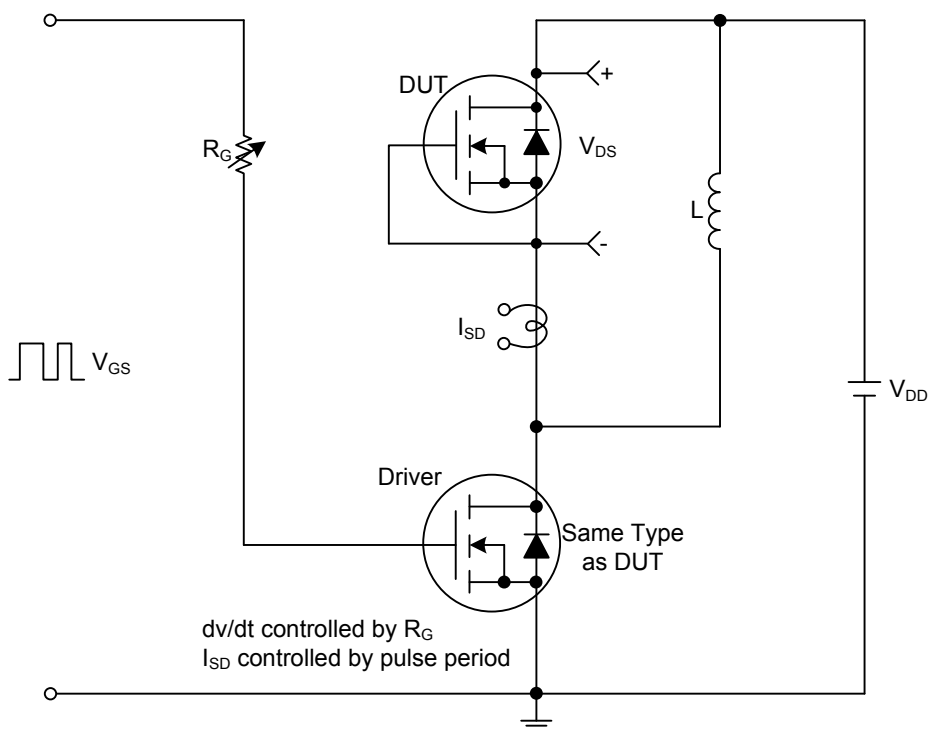 DUT
+
R_G
V_DS
L
-
I_SD
V_GS
V_DD
Driver
Same Type
as DUT
dv/dt controlled by R_G
I_SD controlled by pulse period